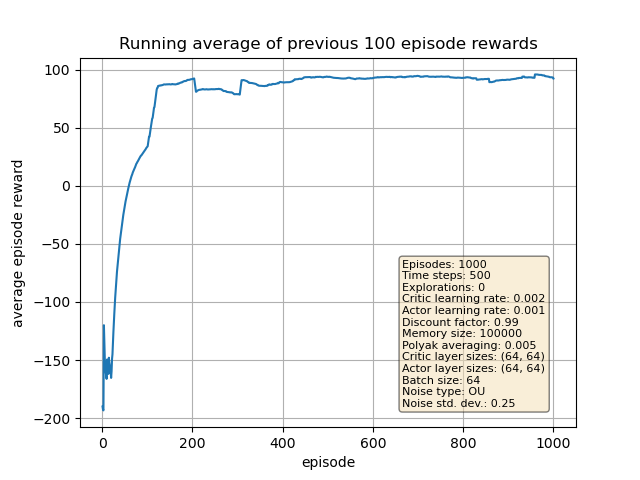 Running average of previous 100 episode rewards
average episode reward
100
50
0
−50
−100
−150
−200
Episodes: 1000
Time steps: 500
Explorations: 0
Critic learning rate: 0.002
Actor learning rate: 0.001
Discount factor: 0.99
Memory size: 100000
Polyak averaging: 0.005
Critic layer sizes: (64, 64)
Actor layer sizes: (64, 64)
Batch size: 64
Noise type: OU
Noise std. dev.: 0.25
0 200 400 600 800 1000
episode